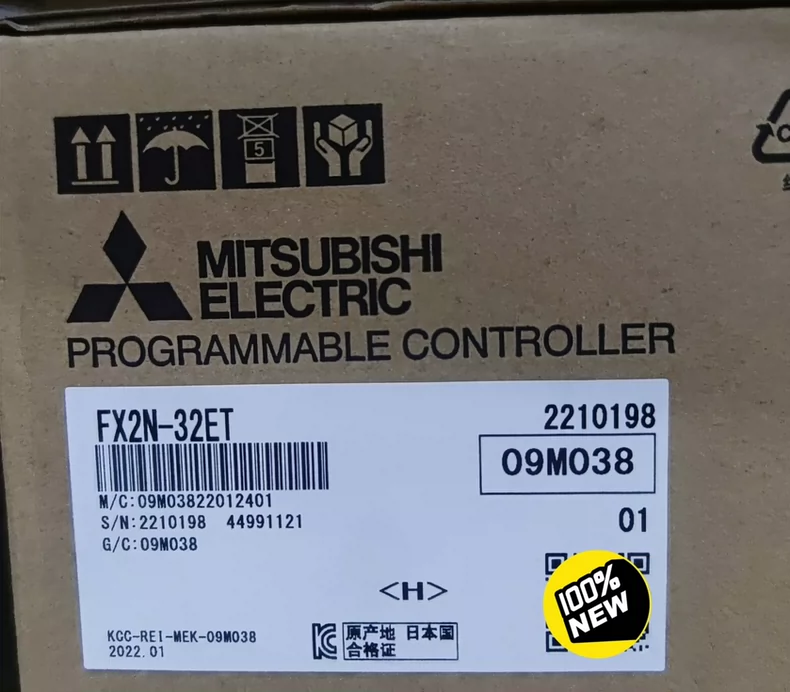 5
MITSUBISHI
ELECTRIC
PROGRAMMABLE CONTROLLER
FX2N-32ET
2210198
09M038
M/C:09M03822012401
S/N:2210198 44991121
G/C:09M038
01
<H>
100%
NEW
KCC-REI-MEK-09M038
2022.01
原产地 日本国
合格证